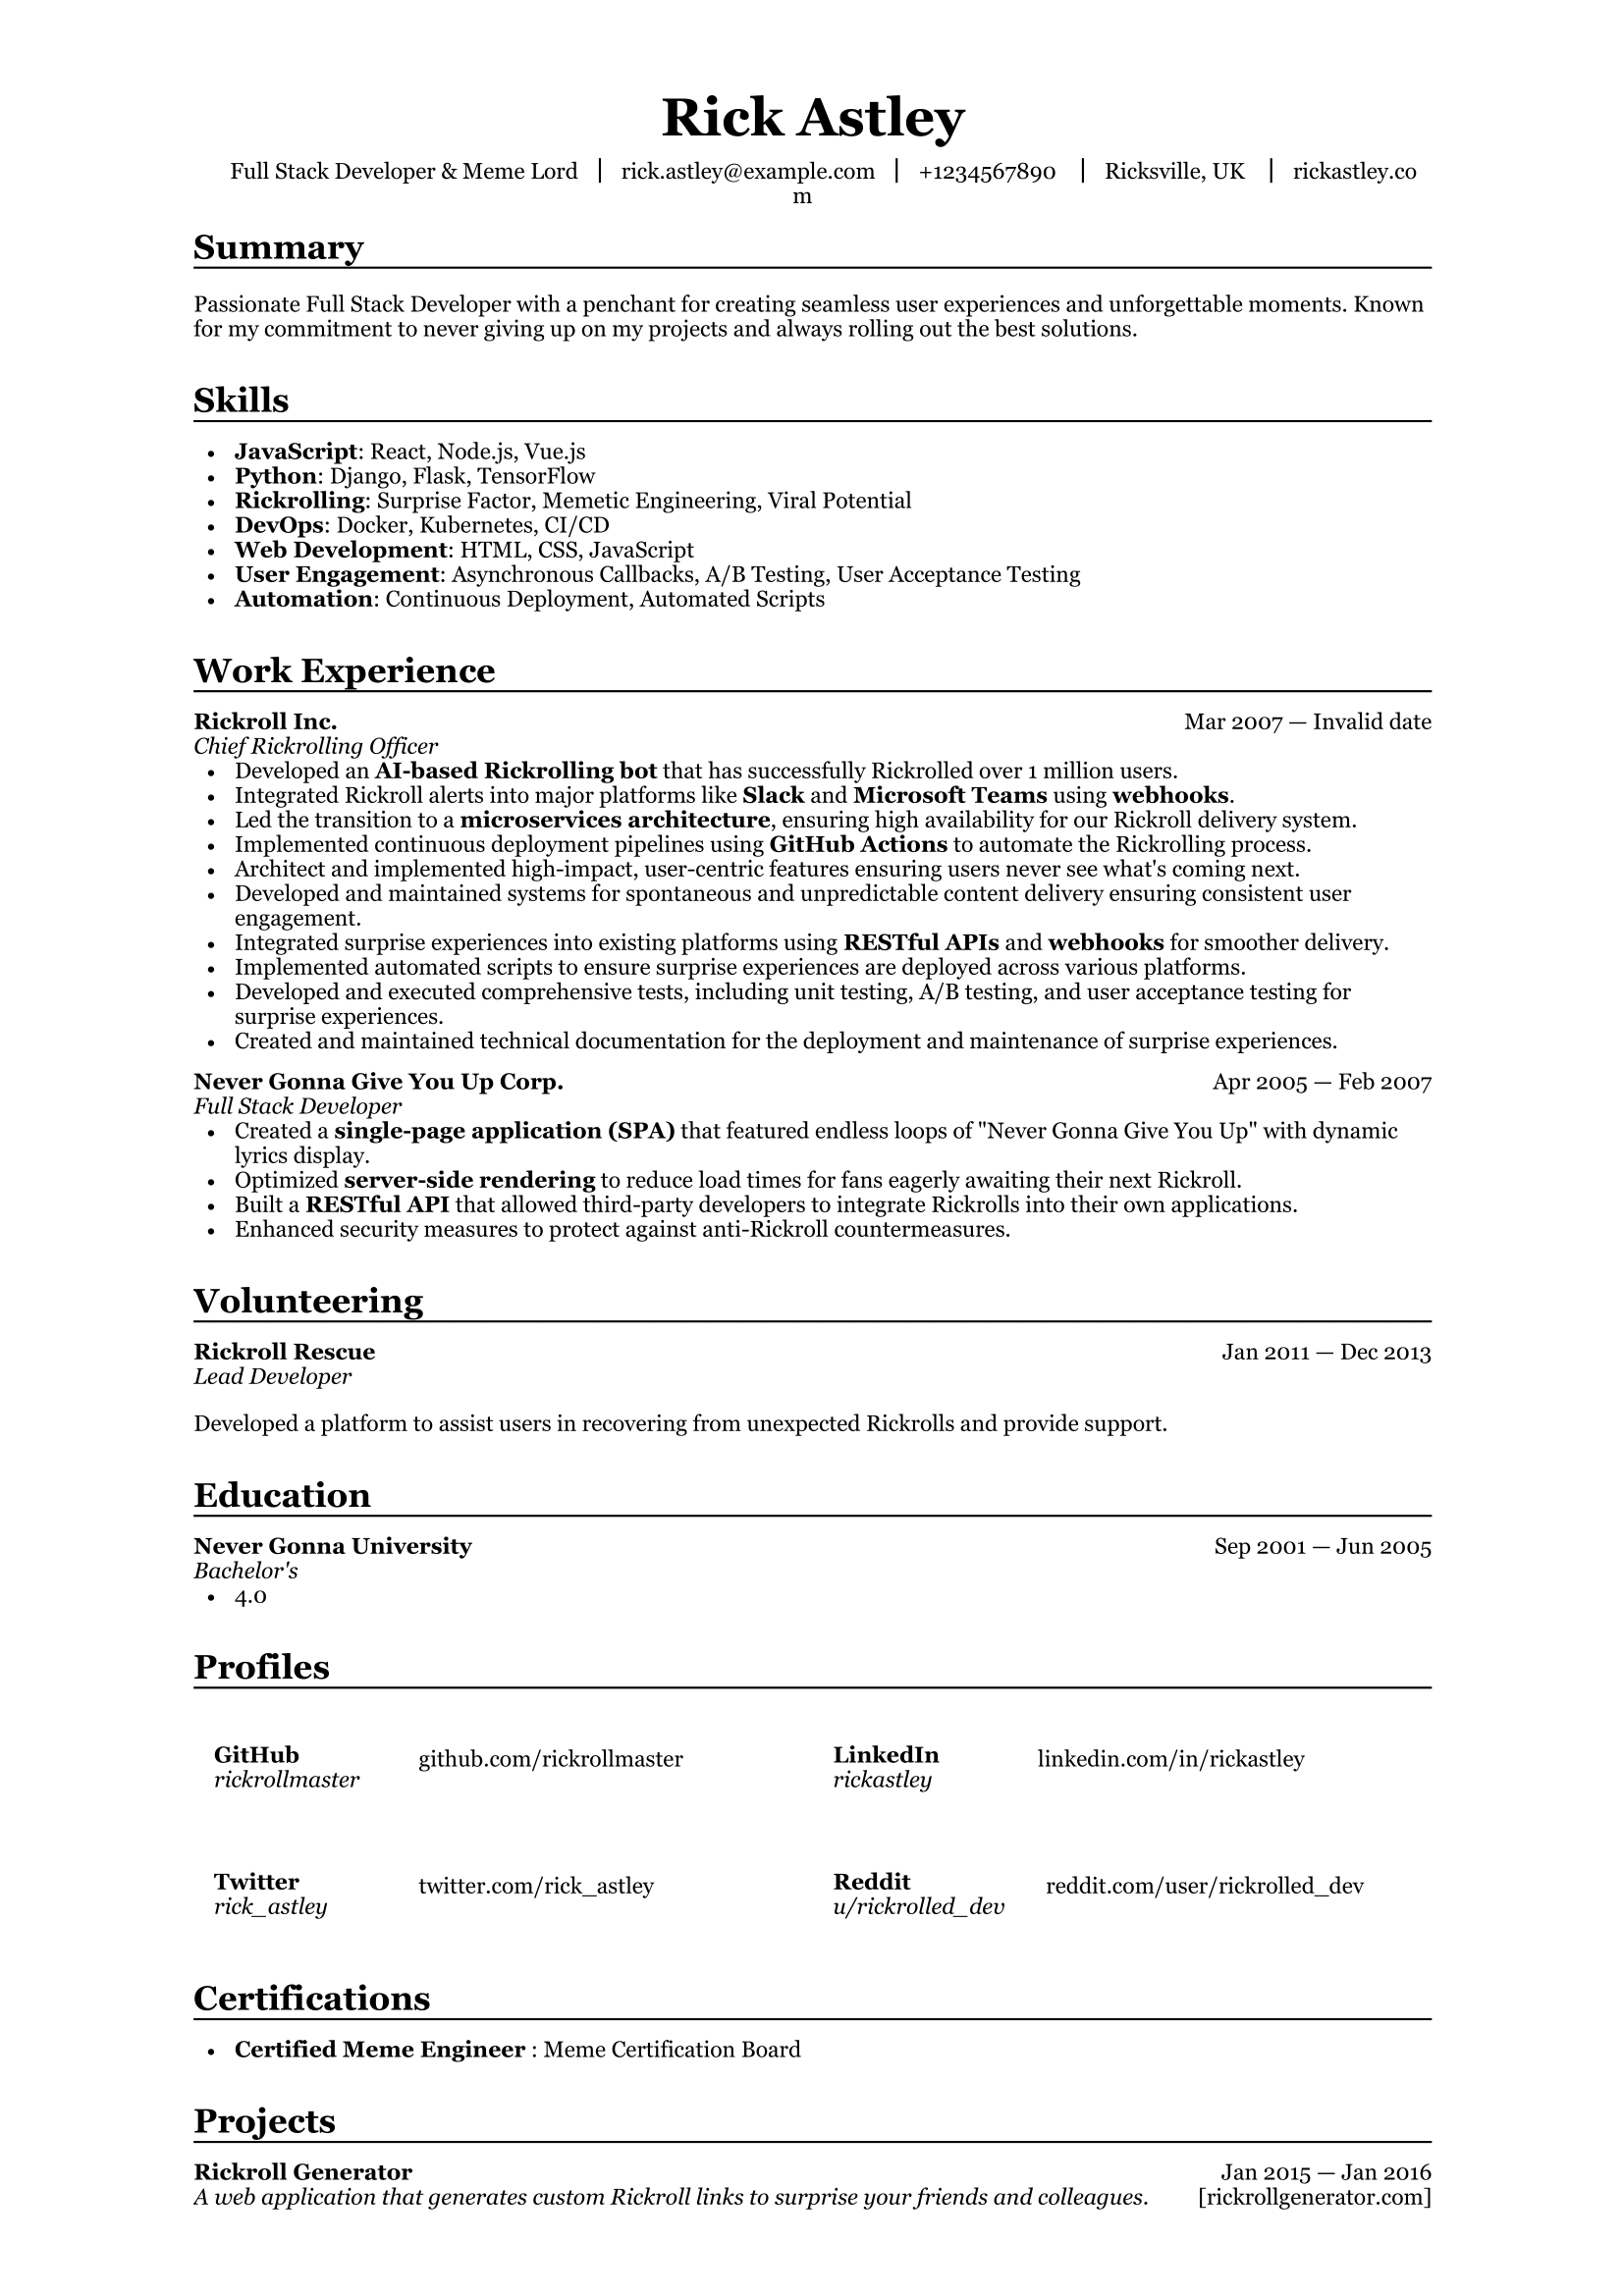 Rick Astley
Full Stack Developer & Meme Lord | rick.astley@example.com | +1234567890 | Ricksville, UK | rickastley.co
m
Summary
Passionate Full Stack Developer with a penchant for creating seamless user experiences and unforgettable moments. Known
for my commitment to never giving up on my projects and always rolling out the best solutions.
Skills
• JavaScript: React, Node.js, Vue.js
• Python: Django, Flask, TensorFlow
• Rickrolling: Surprise Factor, Memetic Engineering, Viral Potential
• DevOps: Docker, Kubernetes, CI/CD
• Web Development: HTML, CSS, JavaScript
• User Engagement: Asynchronous Callbacks, A/B Testing, User Acceptance Testing
• Automation: Continuous Deployment, Automated Scripts
Work Experience
Rickroll Inc. Mar 2007 — Invalid date
Chief Rickrolling Officer
• Developed an AI-based Rickrolling bot that has successfully Rickrolled over 1 million users.
• Integrated Rickroll alerts into major platforms like Slack and Microsoft Teams using webhooks.
• Led the transition to a microservices architecture, ensuring high availability for our Rickroll delivery system.
• Implemented continuous deployment pipelines using GitHub Actions to automate the Rickrolling process.
• Architect and implemented high-impact, user-centric features ensuring users never see what's coming next.
• Developed and maintained systems for spontaneous and unpredictable content delivery ensuring consistent user
engagement.
• Integrated surprise experiences into existing platforms using RESTful APIs and webhooks for smoother delivery.
• Implemented automated scripts to ensure surprise experiences are deployed across various platforms.
• Developed and executed comprehensive tests, including unit testing, A/B testing, and user acceptance testing for
surprise experiences.
• Created and maintained technical documentation for the deployment and maintenance of surprise experiences.
Never Gonna Give You Up Corp. Apr 2005 — Feb 2007
Full Stack Developer
• Created a single-page application (SPA) that featured endless loops of "Never Gonna Give You Up" with dynamic
lyrics display.
• Optimized server-side rendering to reduce load times for fans eagerly awaiting their next Rickroll.
• Built a RESTful API that allowed third-party developers to integrate Rickrolls into their own applications.
• Enhanced security measures to protect against anti-Rickroll countermeasures.
Volunteering
Rickroll Rescue Jan 2011 — Dec 2013
Lead Developer
Developed a platform to assist users in recovering from unexpected Rickrolls and provide support.
Education
Never Gonna University Sep 2001 — Jun 2005
Bachelor's
• 4.0
Profiles
GitHub github.com/rickrollmaster LinkedIn linkedin.com/in/rickastley
rickrollmaster rickastley
Twitter twitter.com/rick_astley Reddit reddit.com/user/rickrolled_dev
rick_astley u/rickrolled_dev
Certifications
• Certified Meme Engineer : Meme Certification Board
Projects
Rickroll Generator Jan 2015 — Jan 2016
A web application that generates custom Rickroll links to surprise your friends and colleagues. [rickrollgenerator.com]